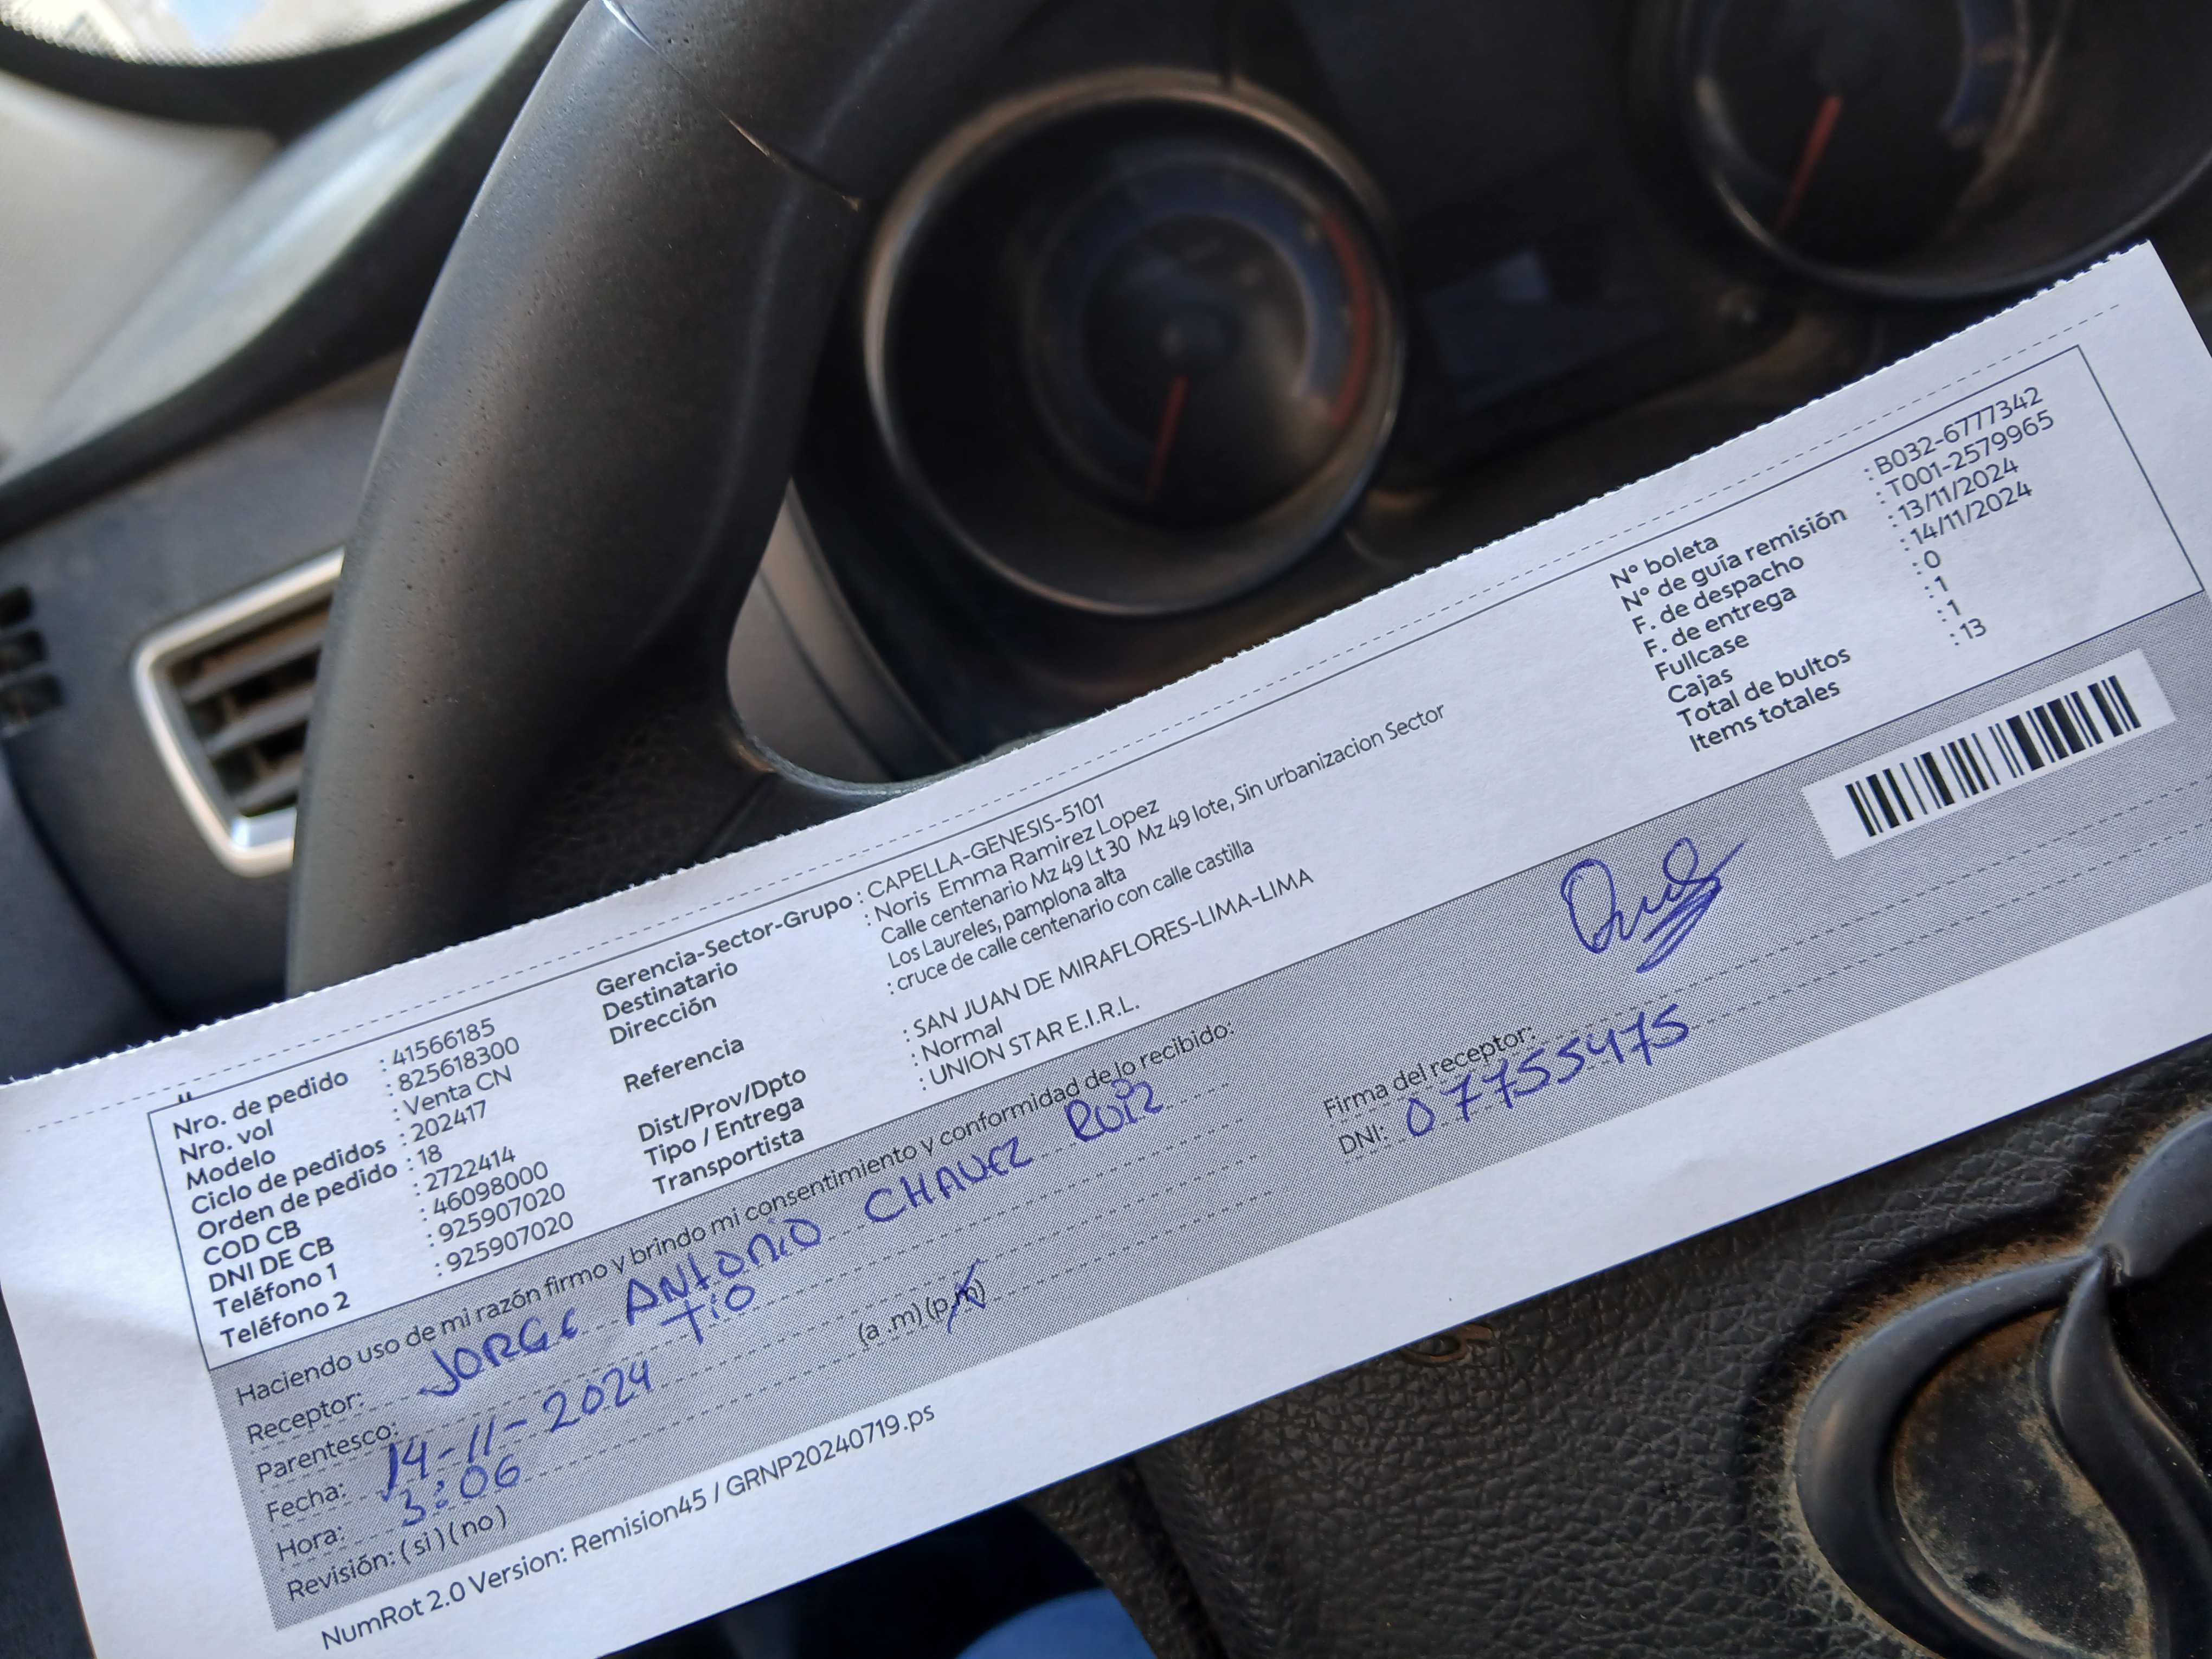 Nro. de pedido : 41566185
Nro. vol : 825618300
Modelo : Venta CN
Ciclo de pedidos : 202417
Orden de pedido : 18
COD CB : 2722414
DNI DE CB : 46098000
Teléfono 1 : 925907020
Teléfono 2 : 925907020
Gerencia-Sector-Grupo : CAPELLA-GENESIS-5101
Destinatario : Noris Emma Ramirez Lopez
Dirección Calle centenario Mz 49 Lt 30 Mz 49 lote, Sin urbanizacion Sector
Los Laureles, pamplona alta
Referencia : cruce de calle centenario con calle castilla
Dist/Prov/Dpto : SAN JUAN DE MIRAFLORES-LIMA-LIMA
Tipo / Entrega : Normal
Transportista : UNION STAR E.I.R.L.
N° boleta : B032-6777342
N° de guía remisión : T001-2579965
F. de despacho : 13/11/2024
F. de entrega : 14/11/2024
Fullcase : 0
Cajas : 1
Total de bultos : 1
Items totales : 13
Haciendo uso de mi razón firmo y brindo mi consentimiento y conformidad de lo recibido:
Receptor: JORGE ANTONIO CHAVEZ RUIZ
Parentesco: TIO
Fecha: 14-11-2024
Hora: 3:06 (a .m) (p.m)
Revisión: ( si ) ( no )
Firma del receptor:
DNI: 07755475
NumRot 2.0 Version: Remision45 / GRNP20240719.ps